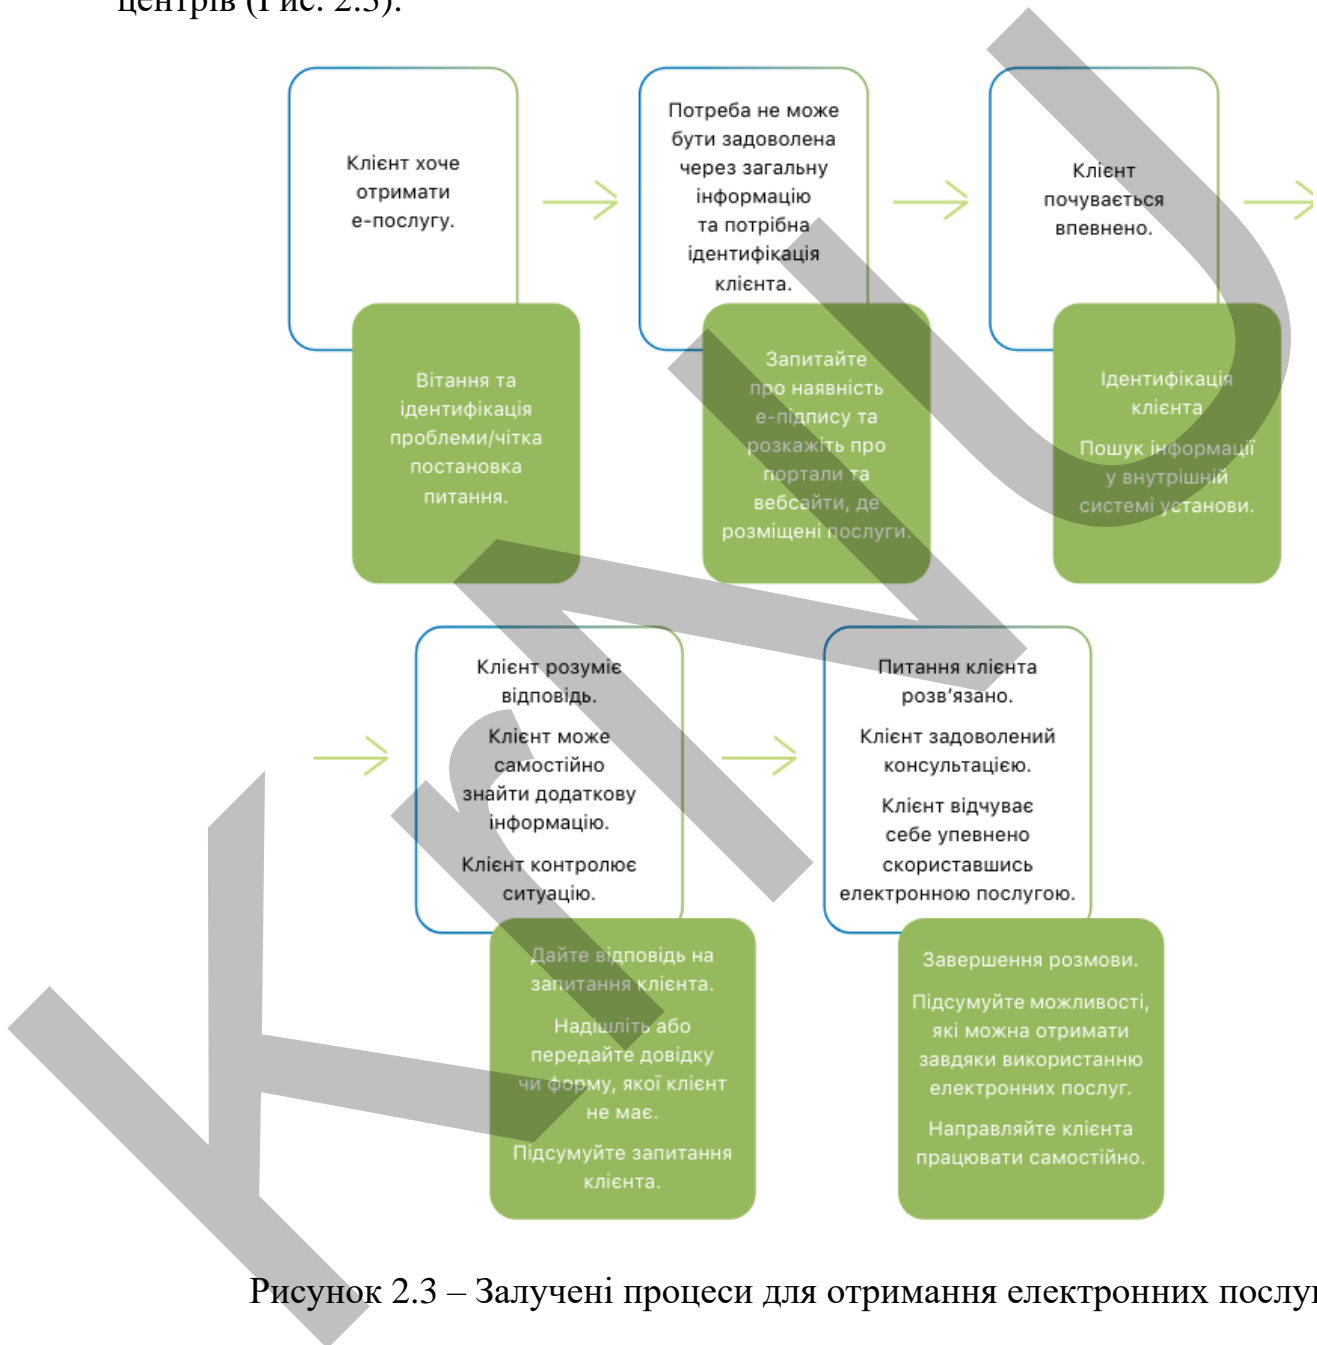 центрів (Рис. 2.3).
Клієнт хоче
отримати
е-послугу.
Вітання та
ідентифікація
проблеми/чітка
постановка
питання.
Потреба не може
бути задоволена
через загальну
інформацію
та потрібна
ідентифікація
клієнта.
Запитайте
про наявність
е-підпису та
розкажіть про
портали та
вебсайти, де
розміщені послуги.
Клієнт
почувається
впевнено.
Ідентифікація
клієнта
Пошук інформації
у внутрішній
системі установи.
Клієнт розуміє
відповідь.
Клієнт може
самостійно
знайти додаткову
інформацію.
Клієнт контролює
ситуацію.
Дайте відповідь на
запитання клієнта.
Надішліть або
передайте довідку
чи форму, якої клієнт
не має.
Підсумуйте запитання
клієнта.
Питання клієнта
розв’язано.
Клієнт задоволений
консультацією.
Клієнт відчуває
себе упевнено
скориставшись
електронною послугою.
Завершення розмови.
Підсумуйте можливості,
які можна отримати
завдяки використанню
електронних послуг.
Направляйте клієнта
працювати самостійно.
KrNU
Рисунок 2.3 – Залучені процеси для отримання електронних послуг